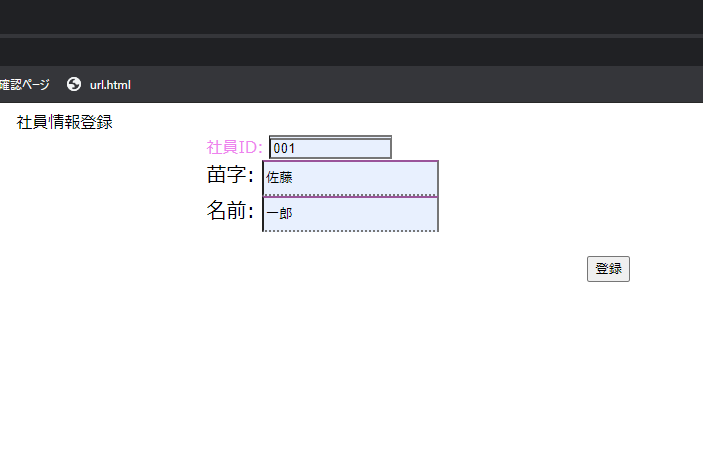 確認ページ url.html
社員情報登録
社員ID: 001
苗字: 佐藤
名前: 一郎
登録